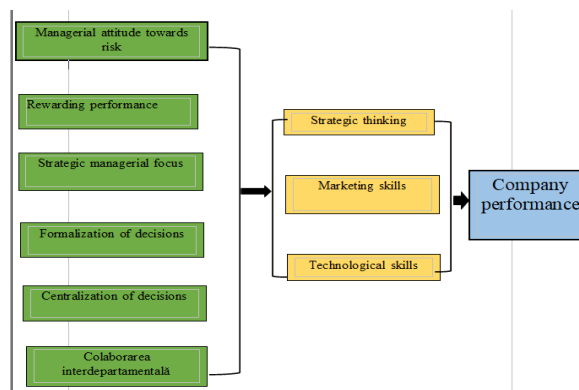 Managerial attitude towards
risk
Rewarding performance
Strategic managerial focus
Formalization of decisions
Centralization of decisions
Colaborarea
interdepartamentală
Strategic thinking
Marketing skills
Technological skills
Company
performance